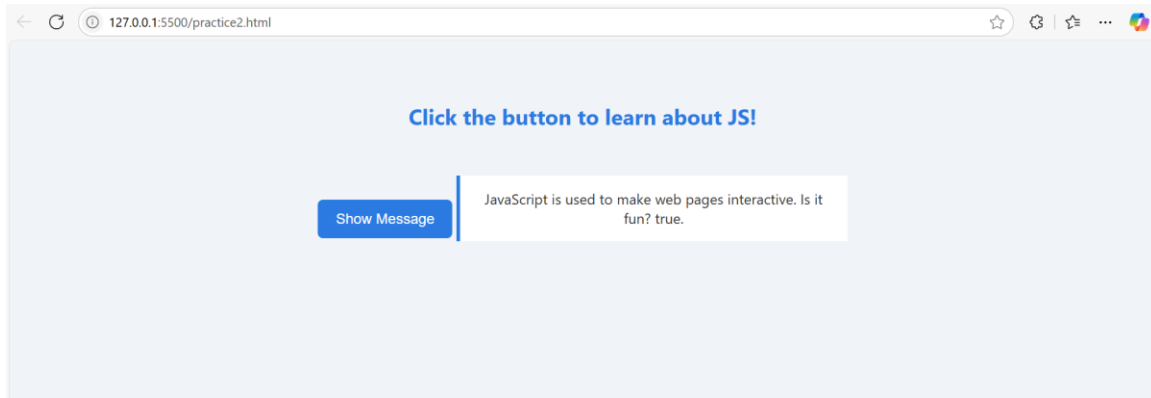 127.0.0.1:5500/practice2.html
Click the button to learn about JS!
Show Message
JavaScript is used to make web pages interactive. Is it
fun? true.